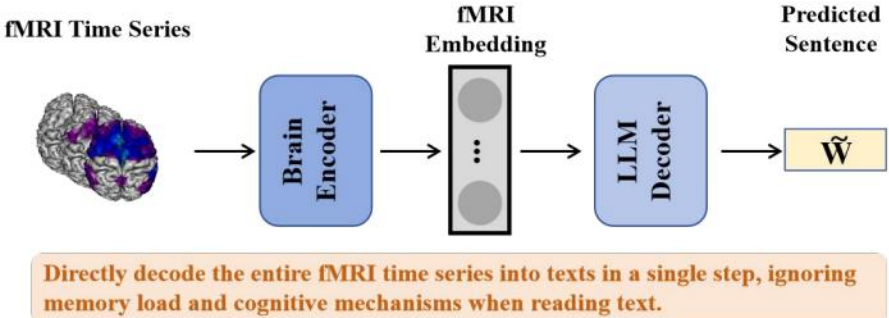 fMRI Time Series
fMRI
Embedding
Predicted
Sentence
Brain
Encoder
...
LLM
Decoder
W̃
Directly decode the entire fMRI time series into texts in a single step, ignoring
memory load and cognitive mechanisms when reading text.